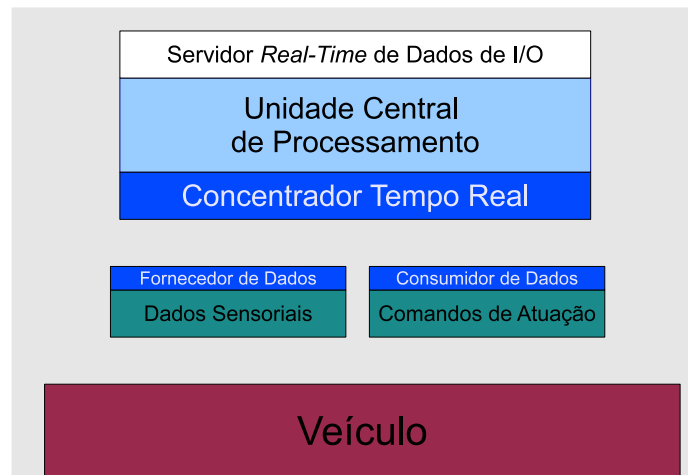 Servidor Real-Time de Dados de I/O
Unidade Central
de Processamento
Concentrador Tempo Real
Fornecedor de Dados
Consumidor de Dados
Dados Sensoriais
Comandos de Atuação
Veículo